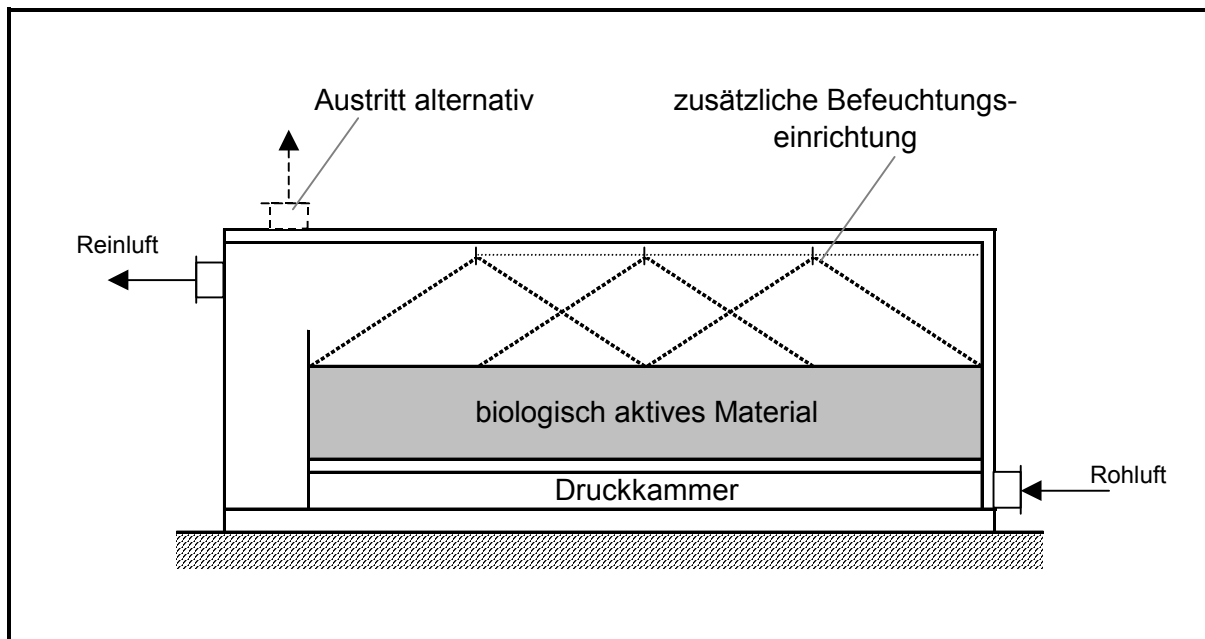 Austritt alternativ
zusätzliche Befeuchtungs-
einrichtung
Reinluft
biologisch aktives Material
Druckkammer
Rohluft